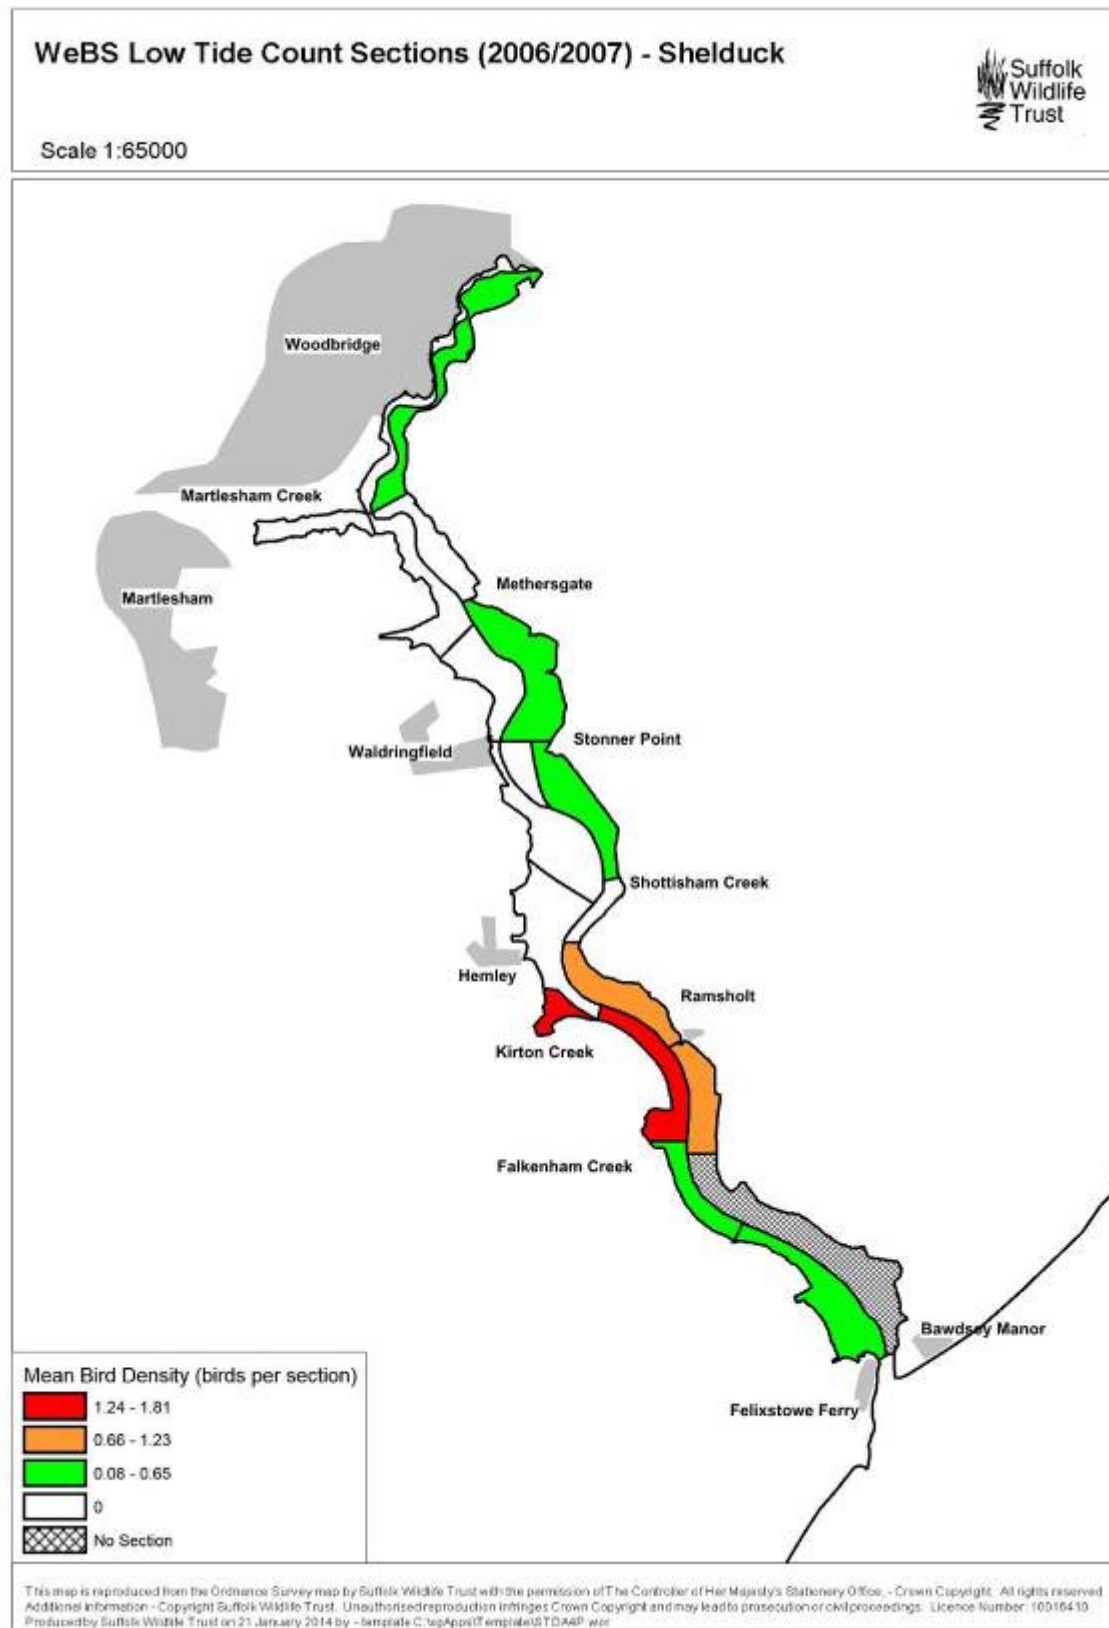 WeBS Low Tide Count Sections (2006/2007) - Shelduck
Suffolk
Wildlife
Trust
Scale 1:65000
Woodbridge
Martlesham Creek
Methersgate
Martlesham
Stonner Point
Waldringfield
Shottisham Creek
Hemley
Ramsholt
Kirton Creek
Falkenham Creek
Bawdsey Manor
Felixstowe Ferry
Mean Bird Density (birds per section)
1.24 - 1.81
0.66 - 1.23
0.08 - 0.65
0
No Section
This map is reproduced from the Ordnance Survey map by Suffolk Wildlife Trust with the permission of The Controller of Her Majesty's Stationery Office, - Crown Copyright. All rights reserved
Additional information - Copyright Suffolk Wildlife Trust. Unauthorised reproduction infringes Crown Copyright and may lead to prosecution or civil proceedings. Licence Number: 10016410
Produced by Suffolk Wildlife Trust on 21 January 2014 by - template